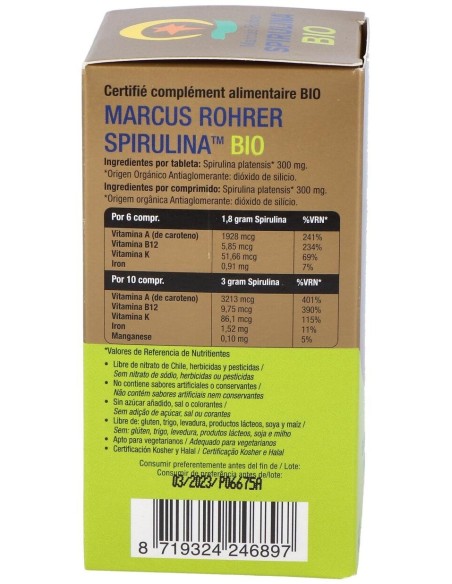 SPIRULINA
BIO
Certifié complément alimentaire BIO
MARCUS ROHRER
SPIRULINA™ BIO
Ingredientes por tableta: Spirulina platensis* 300 mg.
*Origen Orgánico Antiaglomerante: dióxido de silicio.
Ingredientes por comprimido: Spirulina platensis* 300 mg.
*Origem orgânica Antiaglomerante: dióxido de silício.
Por 6 compr. 1,8 gram Spirulina %VRN*
Vitamina A (de caroteno) 1928 mcg 241%
Vitamina B12 5,85 mcg 234%
Vitamina K 51,66 mcg 69%
Iron 0,91 mg 7%
Por 10 compr. 3 gram Spirulina %VRN*
Vitamina A (de caroteno) 3213 mcg 401%
Vitamina B12 9,75 mcg 390%
Vitamina K 86,1 mcg 115%
Iron 1,52 mg 11%
Manganese 0,10 mg 5%
*Valores de Referencia de Nutritientes
• Libre de nitrato de Chile, herbicidas y pesticidas /
Sem nitrato de sódio, herbicidas ou pesticidas
• No contiene sabores artificiales o conservantes /
Não contém sabores artificiais nem conservantes
• Sin azúcar añadido, sal o colorantes /
Sem adição de açúcar, sal ou corantes
• Libre de: gluten, trigo, levadura, productos lácteos, soya y maíz /
Sem: glúten, trigo, levedura, produtos lácteos, soja e milho
• Apto para vegetarianos / Adequado para vegetarianos
• Certificación Kosher y Halal / Certificação Kosher e Halal
Consumir preferentemente antes del fin de / Lote:
Consumir de preferência antes de/Lote:
03/2023/P06675A
8 719324 246897